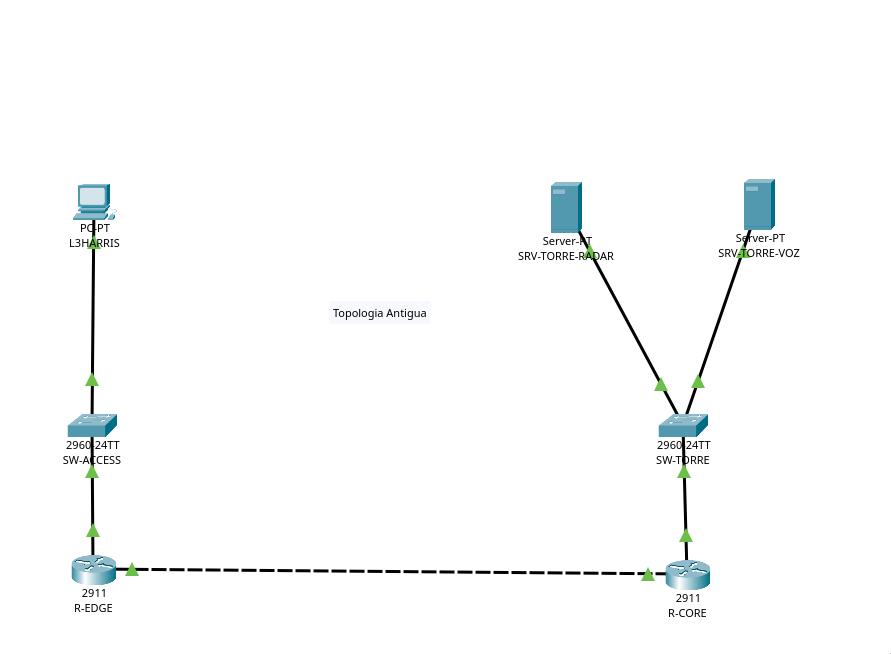 PC-PT
L3HARRIS
Server-PT
SRV-TORRE-RADAR
Server-PT
SRV-TORRE-VOZ
Topologia Antigua
2960-24TT
SW-ACCESS
2960-24TT
SW-TORRE
2911
R-EDGE
2911
R-CORE